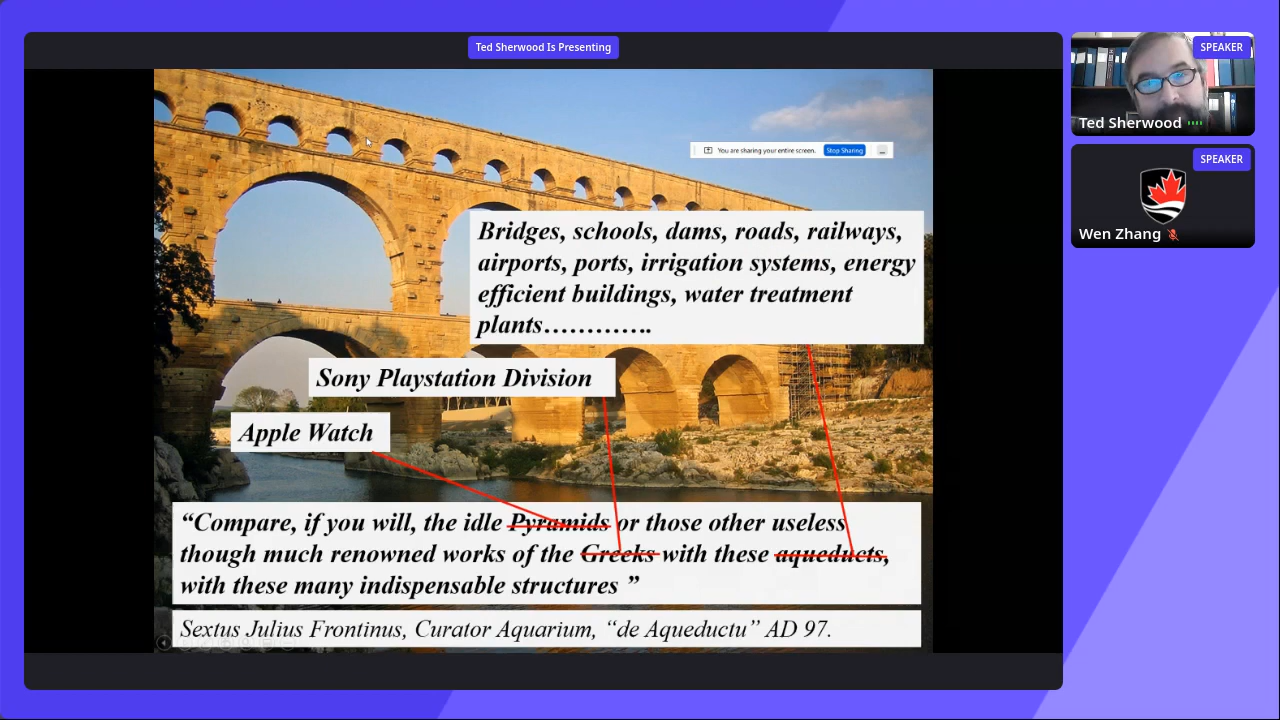 Ted Sherwood Is Presenting
SPEAKER
Ted Sherwood
SPEAKER
Wen Zhang
You are sharing your entire screen.
Stop Sharing
Bridges, schools, dams, roads, railways,
airports, ports, irrigation systems, energy
efficient buildings, water treatment
plants…………..
Sony Playstation Division
Apple Watch
“Compare, if you will, the idle Pyramids or those other useless
though much renowned works of the Greeks with these aqueducts,
with these many indispensable structures ”
Sextus Julius Frontinus, Curator Aquarium, “de Aqueductu” AD 97.